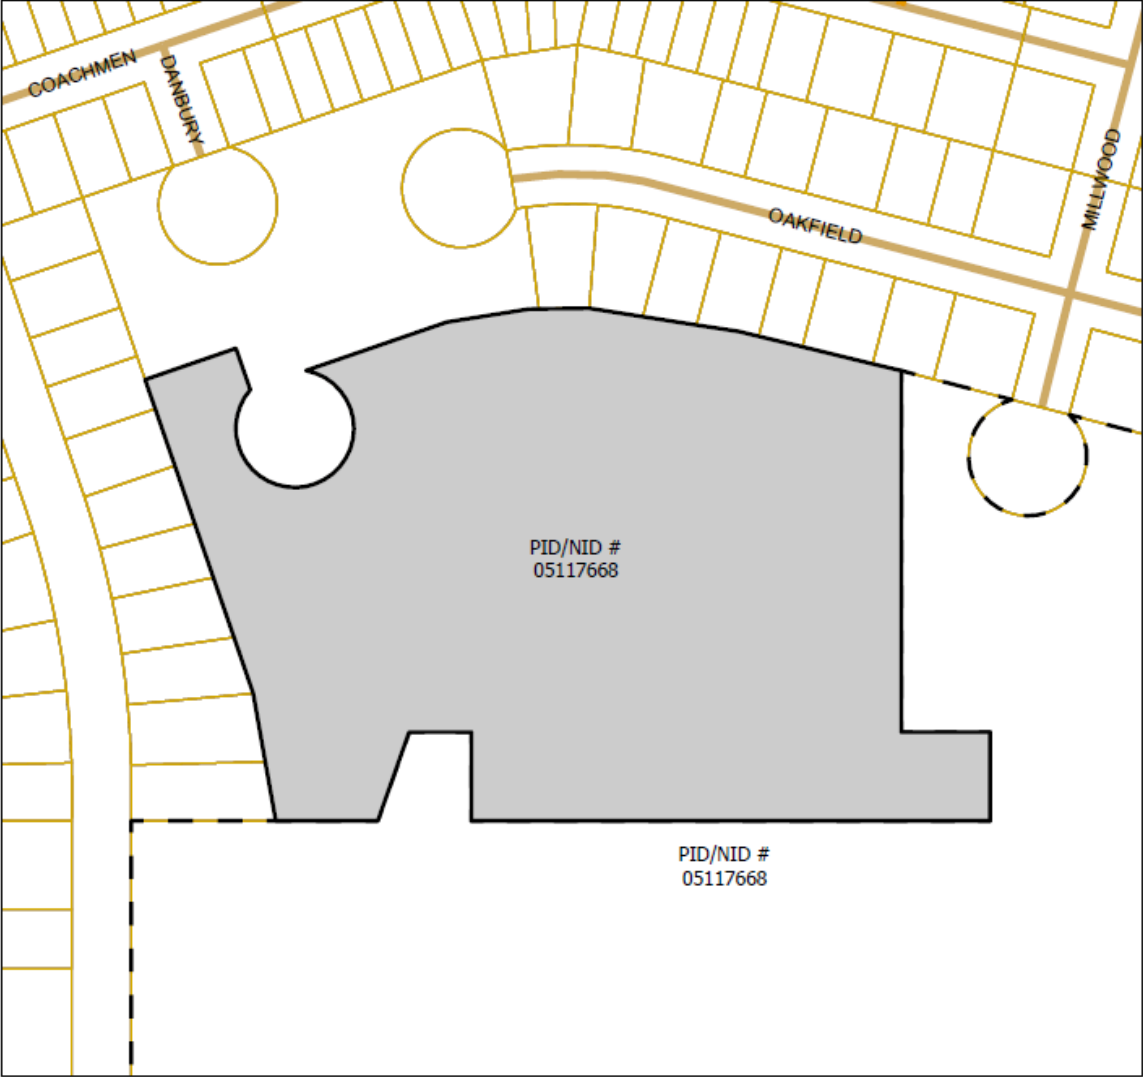 COACHMEN
DANBURY
MILLWOOD
OAKFIELD
PID/NID #
05117668
PID/NID #
05117668